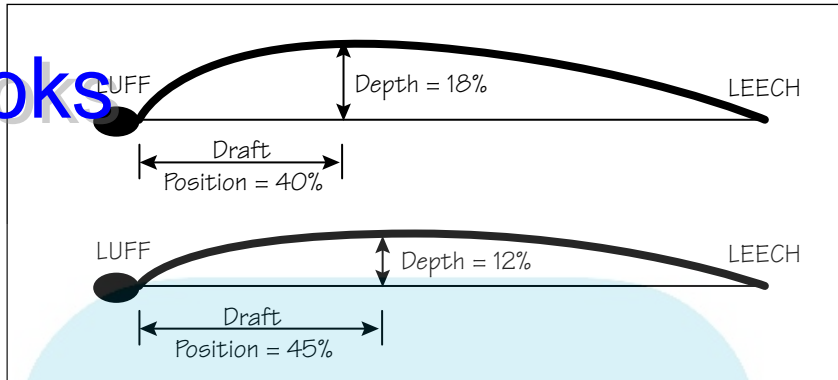 oks
LUFF
Depth = 18%
LEECH
Draft
Position = 40%
LUFF
Depth = 12%
LEECH
Draft
Position = 45%